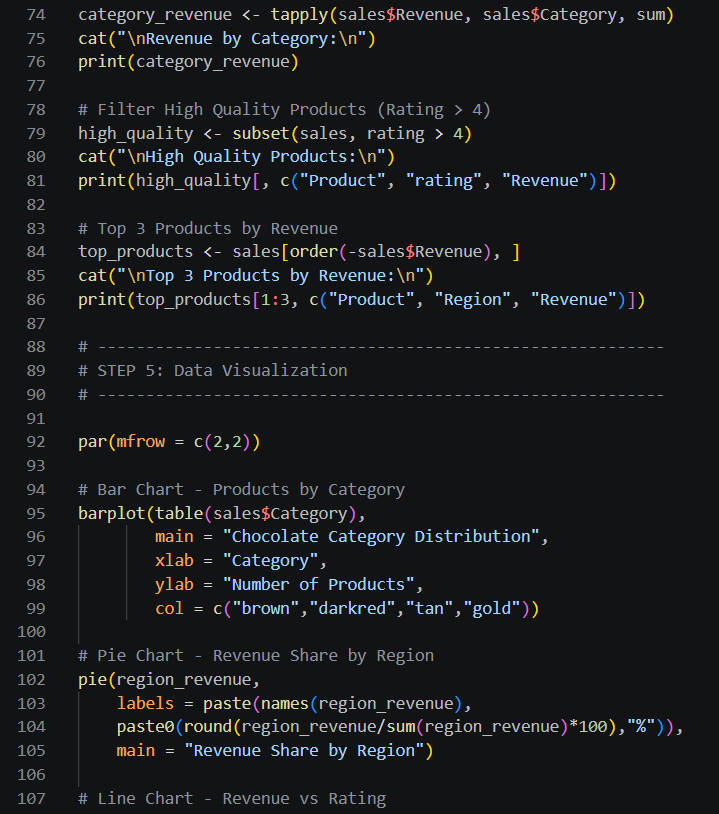 74 category_revenue <- tapply(sales$Revenue, sales$Category, sum)
75 cat("\nRevenue by Category:\n")
76 print(category_revenue)
77
78 # Filter High Quality Products (Rating > 4)
79 high_quality <- subset(sales, rating > 4)
80 cat("\nHigh Quality Products:\n")
81 print(high_quality[, c("Product", "rating", "Revenue")])
82
83 # Top 3 Products by Revenue
84 top_products <- sales[order(-sales$Revenue), ]
85 cat("\nTop 3 Products by Revenue:\n")
86 print(top_products[1:3, c("Product", "Region", "Revenue")])
87
88 # -----------------------------------------------------------
89 # STEP 5: Data Visualization
90 # -----------------------------------------------------------
91
92 par(mfrow = c(2,2))
93
94 # Bar Chart - Products by Category
95 barplot(table(sales$Category),
96         main = "Chocolate Category Distribution",
97         xlab = "Category",
98         ylab = "Number of Products",
99         col = c("brown","darkred","tan","gold"))
100
101 # Pie Chart - Revenue Share by Region
102 pie(region_revenue,
103     labels = paste(names(region_revenue),
104     paste0(round(region_revenue/sum(region_revenue)*100),"%")),
105     main = "Revenue Share by Region")
106
107 # Line Chart - Revenue vs Rating